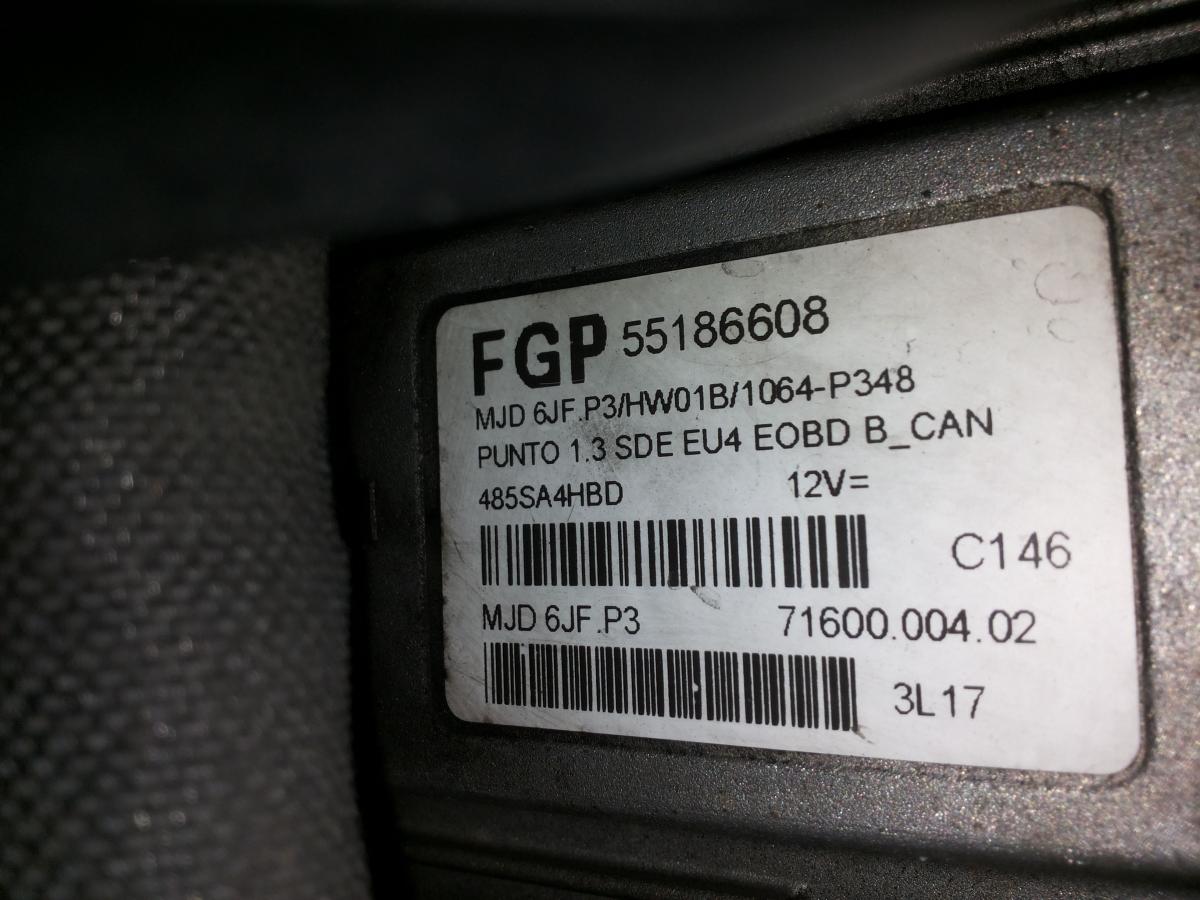 FGP 55186608
MJD 6JF.P3/HW01B/1064-P348
PUNTO 1.3 SDE EU4 EOBD B_CAN
485SA4HBD 12V=
C146
MJD 6JF.P3 71600.004.02
3L17